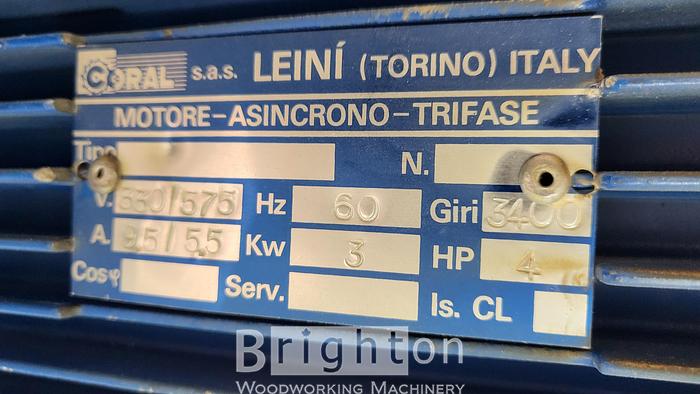 CORAL s.a.s. LEINÍ (TORINO) ITALY
MOTORE-ASINCRONO-TRIFASE
Tipo N.
V. 330/575 Hz 60 Giri 3400
A. 9.5/5.5 Kw 3 HP 4
Cosφ Serv. Is. CL
Brighton
WOODWORKING MACHINERY